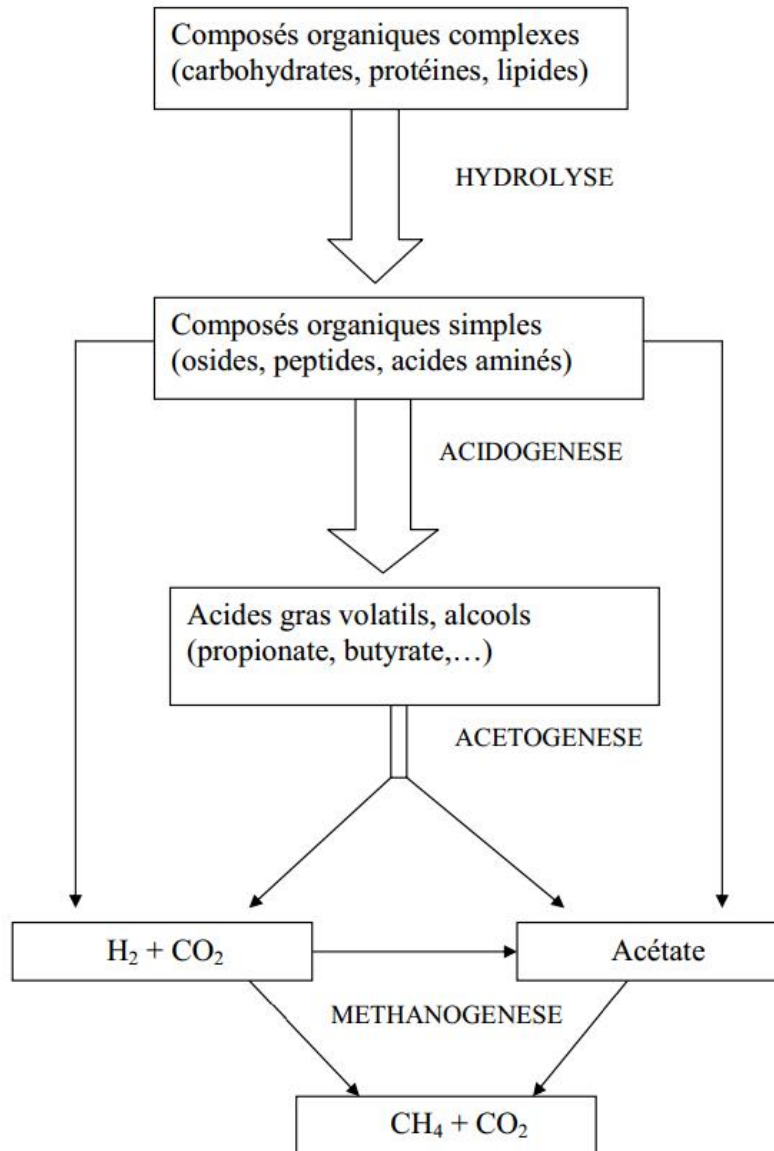 Composés organiques complexes
(carbohydrates, protéines, lipides)
HYDROLYSE
Composés organiques simples
(osides, peptides, acides aminés)
ACIDOGENESE
Acides gras volatils, alcools
(propionate, butyrate,…)
ACETOGENESE
H₂ + CO₂
Acétate
METHANOGENESE
CH₄ + CO₂